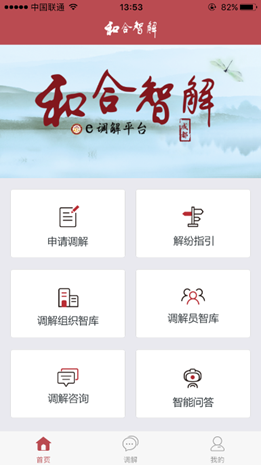 中国联通 13:53 82%
和合智解
和合智解
e调解平台
成都
申请调解 解纷指引
调解组织智库 调解员智库
调解咨询 智能问答
首页 调解 我的